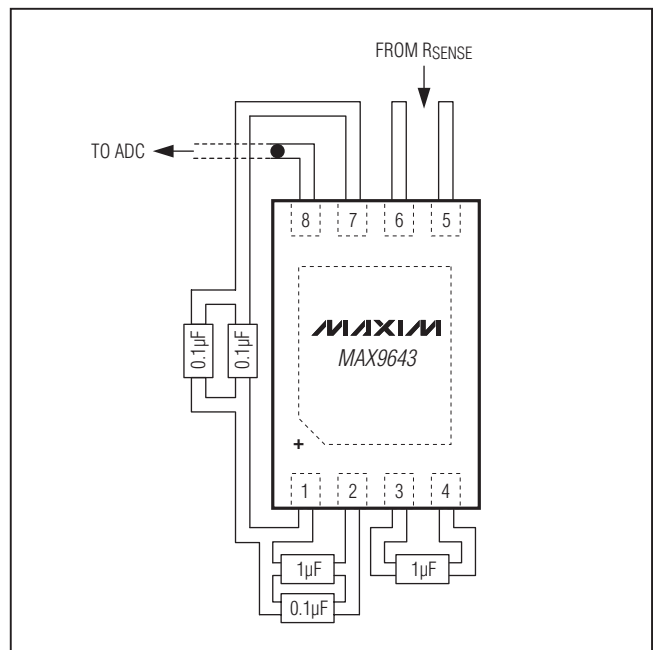 FROM RSENSE
TO ADC
8 7 6 5
0.1µF 0.1µF
MAXIM
MAX9643
+
1 2 3 4
1µF 1µF
0.1µF